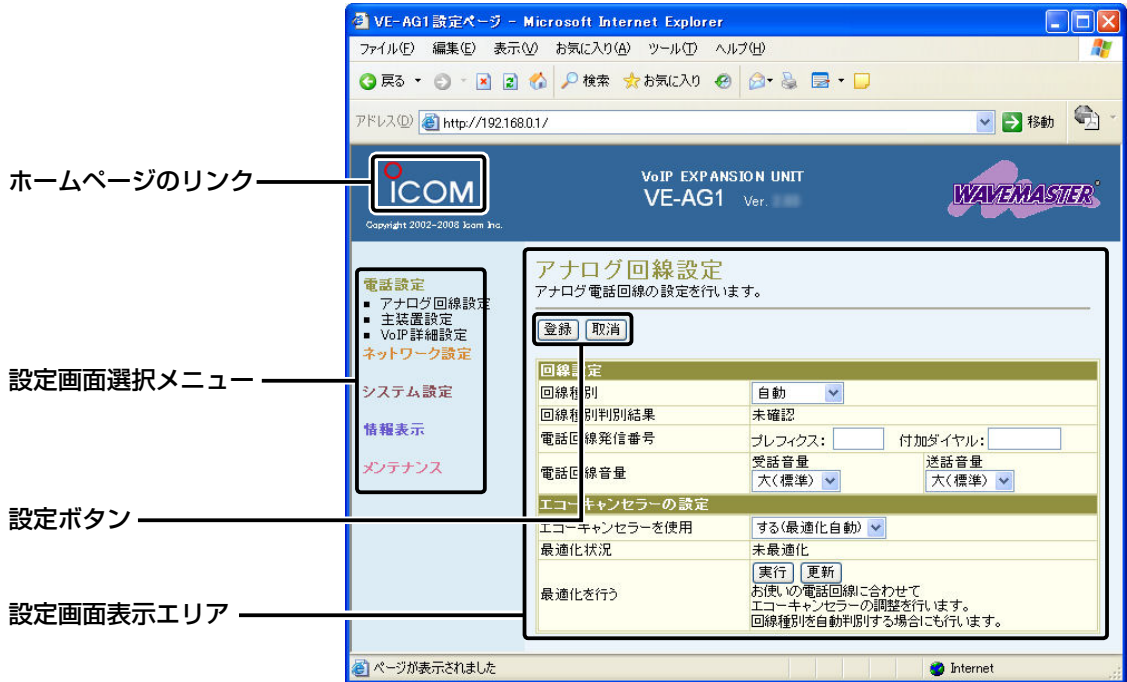 VE-AG1設定ページ - Microsoft Internet Explorer
ファイル(F) 編集(E) 表示(V) お気に入り(A) ツール(T) ヘルプ(H)
戻る 検索 お気に入り
アドレス(D) http://192.168.0.1/ 移動
ホームページのリンク
ICOM
Copyright 2002-2008 Icom Inc.
VoIP EXPANSION UNIT
VE-AG1 Ver.
WAVEMASTER
設定画面選択メニュー
電話設定
■ アナログ回線設定
■ 主装置設定
■ VoIP詳細設定
ネットワーク設定
システム設定
情報表示
メンテナンス
設定ボタン
設定画面表示エリア
アナログ回線設定
アナログ電話回線の設定を行います。
登録 取消
回線設定
回線種別 自動
回線種別判別結果 未確認
電話回線発信番号 プレフィクス: 付加ダイヤル:
電話回線音量 受話音量 送話音量
大(標準) 大(標準)
エコーキャンセラーの設定
エコーキャンセラーを使用 する(最適化自動)
最適化状況 未最適化
最適化を行う 実行 更新
お使いの電話回線に合わせて
エコーキャンセラーの調整を行います。
回線種別を自動判別する場合にも行います。
ページが表示されました Internet